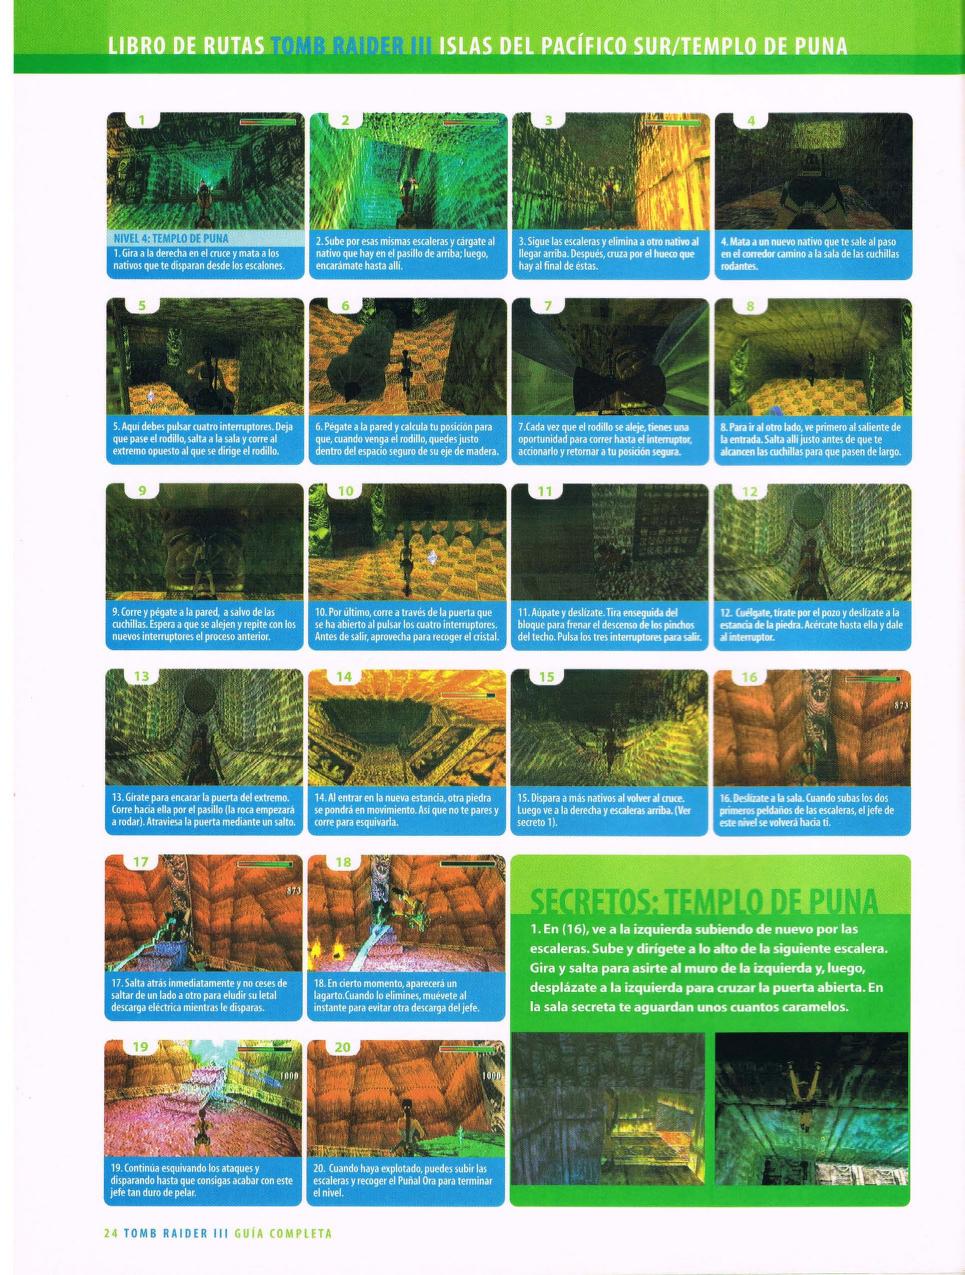 LIBRO DE RUTAS TOMB RAIDER III ISLAS DEL PACÍFICO SUR/TEMPLO DE PUNA
1
NIVEL 4: TEMPLO DE PUNA
1. Gira a la derecha en el cruce y mata a los
nativos que te disparan desde los escalones.
2
2. Sube por esas mismas escaleras y cárgate al
nativo que hay en el pasillo de arriba; luego,
encarámate hasta allí.
3
3. Sigue las escaleras y elimina a otro nativo al
llegar arriba. Después, cruza por el hueco que
hay al final de éstas.
4
4. Mata a un nuevo nativo que te sale al paso
en el corredor camino a la sala de las cuchillas
rodantes.
5
5. Aquí debes pulsar cuatro interruptores. Deja
que pase el rodillo, salta a la sala y corre al
extremo opuesto al que se dirige el rodillo.
6
6. Pégate a la pared y calcula tu posición para
que, cuando venga el rodillo, quedes justo
dentro del espacio seguro de su eje de madera.
7
7.Cada vez que el rodillo se aleje, tienes una
oportunidad para correr hasta el interruptor,
accionarlo y retornar a tu posición segura.
8
8. Para ir al otro lado, ve primero al saliente de
la entrada. Salta allí justo antes de que te
alcancen las cuchillas para que pasen de largo.
9
9. Corre y pégate a la pared, a salvo de las
cuchillas. Espera a que se alejen y repite con los
nuevos interruptores el proceso anterior.
10
10. Por último, corre a través de la puerta que
se ha abierto al pulsar los cuatro interruptores.
Antes de salir, aprovecha para recoger el cristal.
11
11. Aúpate y deslízate. Tira enseguida del
bloque para frenar el descenso de los pinchos
del techo. Pulsa los tres interruptores para salir.
12
12. Cuélgate, tírate por el pozo y deslízate a la
estancia de la piedra. Acércate hasta ella y dale
al interruptor.
13
13. Gírate para encarar la puerta del extremo.
Corre hacia ella por el pasillo (la roca empezará
a rodar). Atraviesa la puerta mediante un salto.
14
14. Al entrar en la nueva estancia, otra piedra
se pondrá en movimiento. Así que no te pares y
corre para esquivarla.
15
15. Dispara a más nativos al volver al cruce.
Luego ve a la derecha y escaleras arriba. (Ver
secreto 1).
16
873
16. Deslízate a la sala. Cuando subas los dos
primeros peldaños de las escaleras, el jefe de
este nivel se volverá hacia ti.
17
873
17. Salta atrás inmediatamente y no ceses de
saltar de un lado a otro para eludir su letal
descarga eléctrica mientras le disparas.
18
18. En cierto momento, aparecerá un
lagarto.Cuando lo elimines, muévete al
instante para evitar otra descarga del jefe.
19
1000
19. Continúa esquivando los ataques y
disparando hasta que consigas acabar con este
jefe tan duro de pelar.
20
1000
20. Cuando haya explotado, puedes subir las
escaleras y recoger el Puñal Ora para terminar
el nivel.
SECRETOS: TEMPLO DE PUNA
1. En (16), ve a la izquierda subiendo de nuevo por las
escaleras. Sube y dirígete a lo alto de la siguiente escalera.
Gira y salta para asirte al muro de la izquierda y, luego,
desplázate a la izquierda para cruzar la puerta abierta. En
la sala secreta te aguardan unos cuantos caramelos.
24 TOMB RAIDER III GUÍA COMPLETA